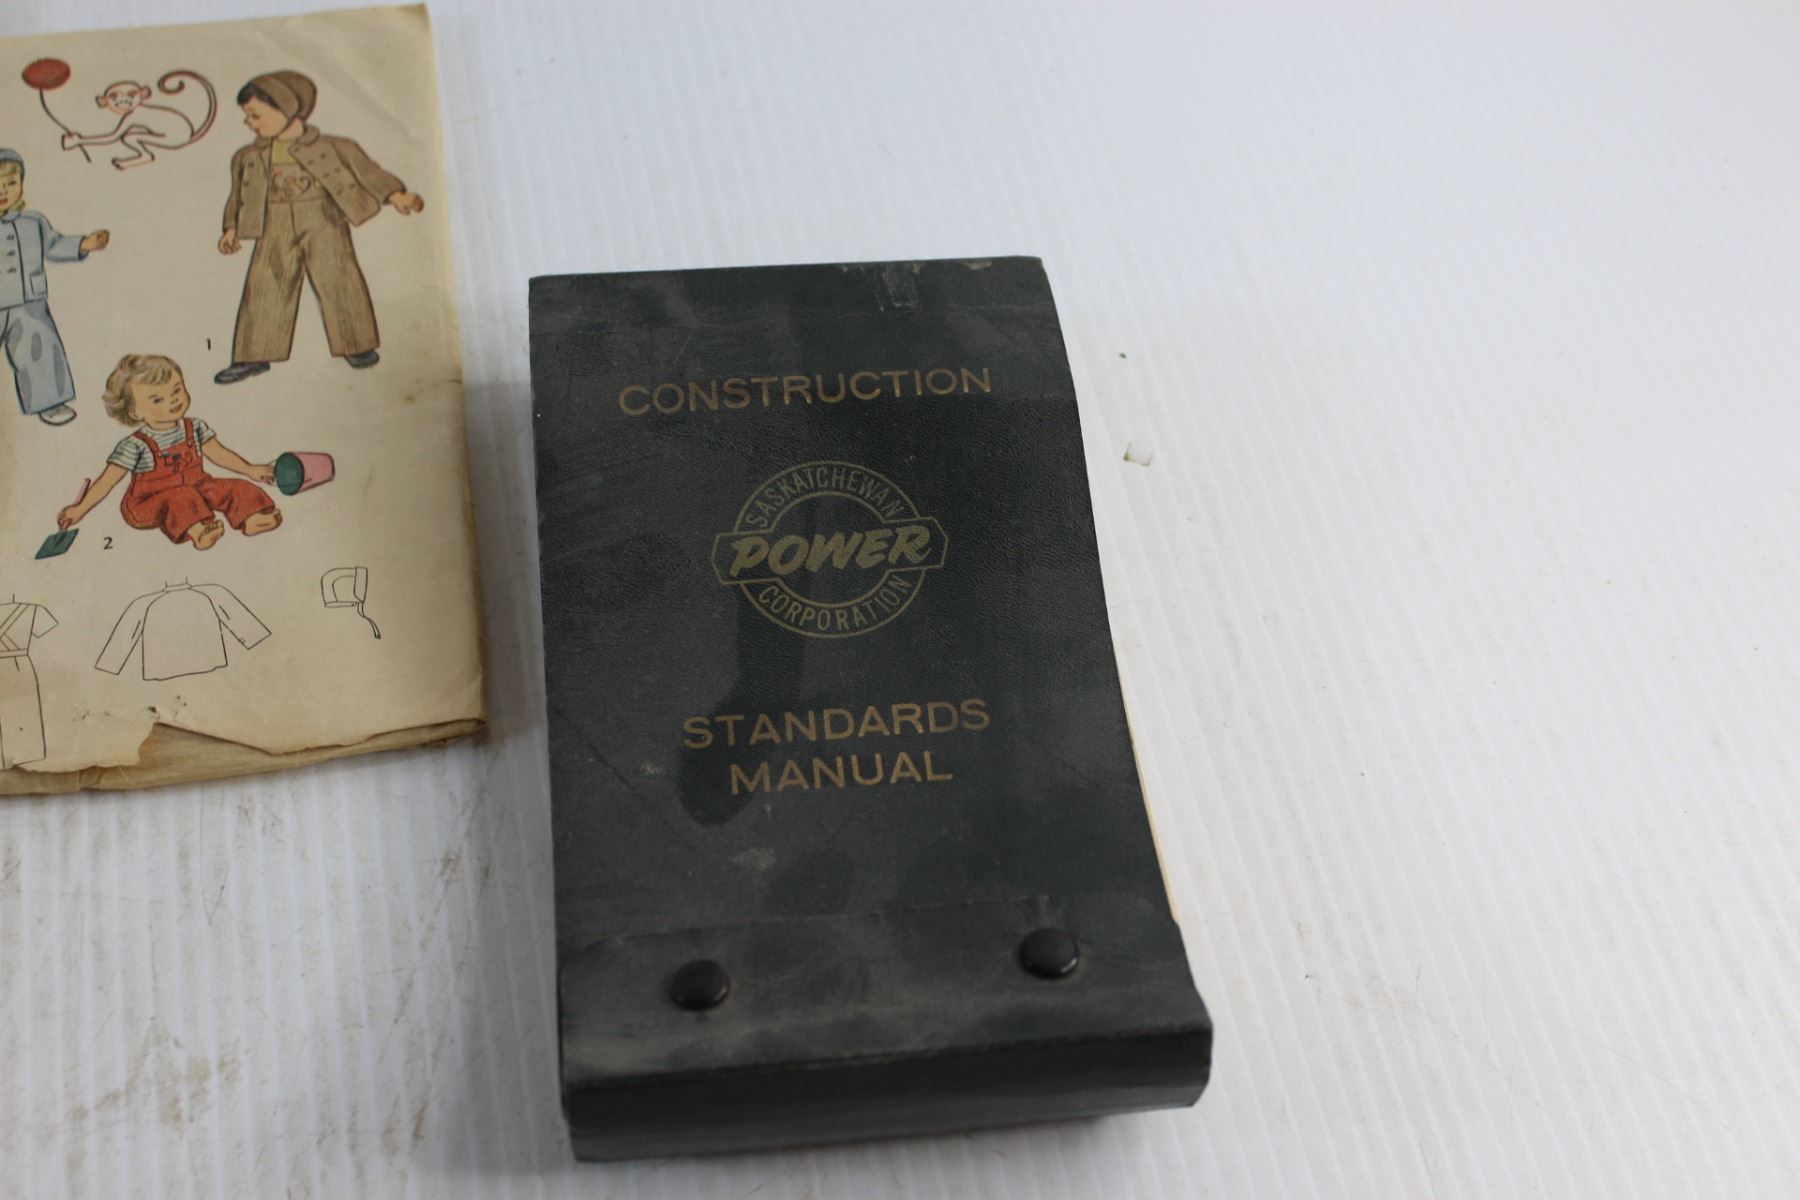 1
2
CONSTRUCTION
SASKATCHEWAN
POWER
CORPORATION
STANDARDS
MANUAL